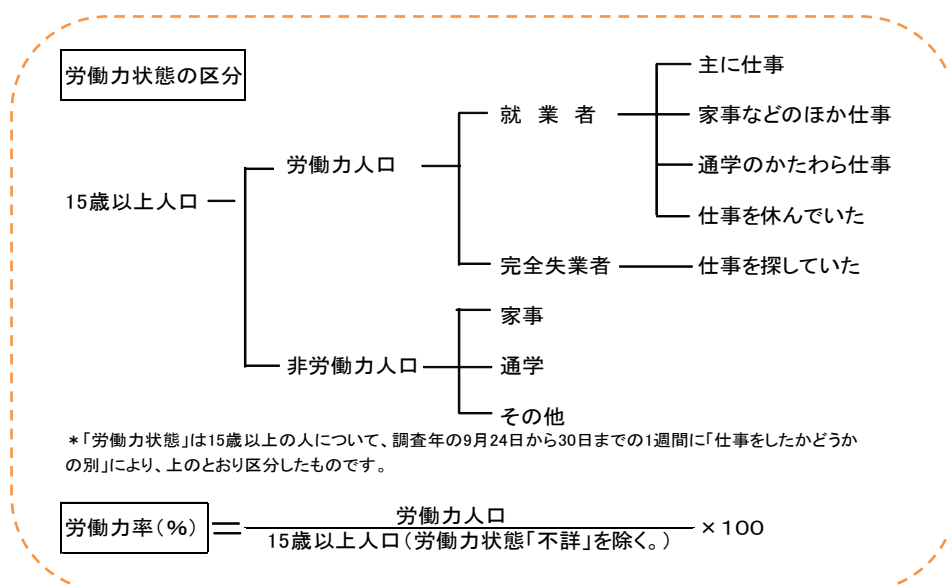 労働力状態の区分
主に仕事
就 業 者
家事などのほか仕事
労働力人口
通学のかたわら仕事
15歳以上人口
仕事を休んでいた
完全失業者
仕事を探していた
家事
非労働力人口
通学
その他
*「労働力状態」は15歳以上の人について、調査年の9月24日から30日までの1週間に「仕事をしたかどうか
の別」により、上のとおり区分したものです。
労働力率(%) = 労働力人口
15歳以上人口(労働力状態「不詳」を除く。) ×100